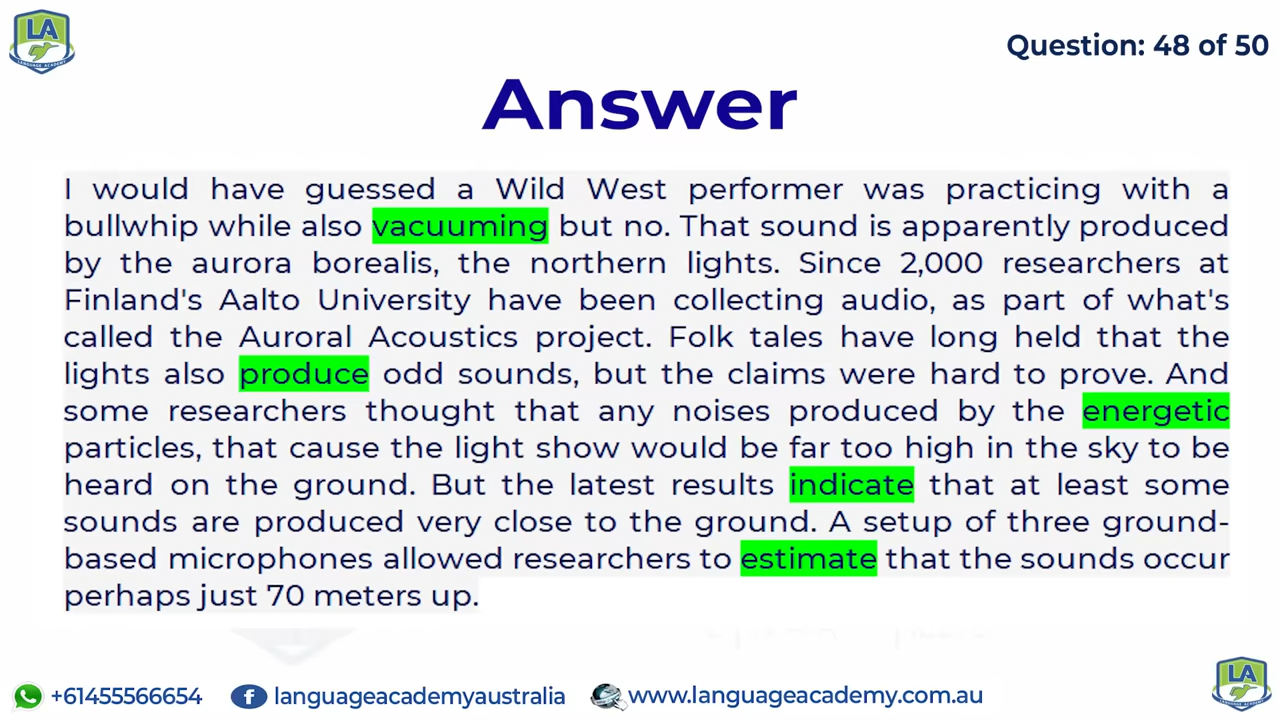 LA
LANGUAGE ACADEMY
Question: 48 of 50
Answer
I would have guessed a Wild West performer was practicing with a
bullwhip while also vacuuming but no. That sound is apparently produced
by the aurora borealis, the northern lights. Since 2,000 researchers at
Finland's Aalto University have been collecting audio, as part of what's
called the Auroral Acoustics project. Folk tales have long held that the
lights also produce odd sounds, but the claims were hard to prove. And
some researchers thought that any noises produced by the energetic
particles, that cause the light show would be far too high in the sky to be
heard on the ground. But the latest results indicate that at least some
sounds are produced very close to the ground. A setup of three ground-
based microphones allowed researchers to estimate that the sounds occur
perhaps just 70 meters up.
+61455566654
languageacademyaustralia
www.languageacademy.com.au
LA
LANGUAGE ACADEMY